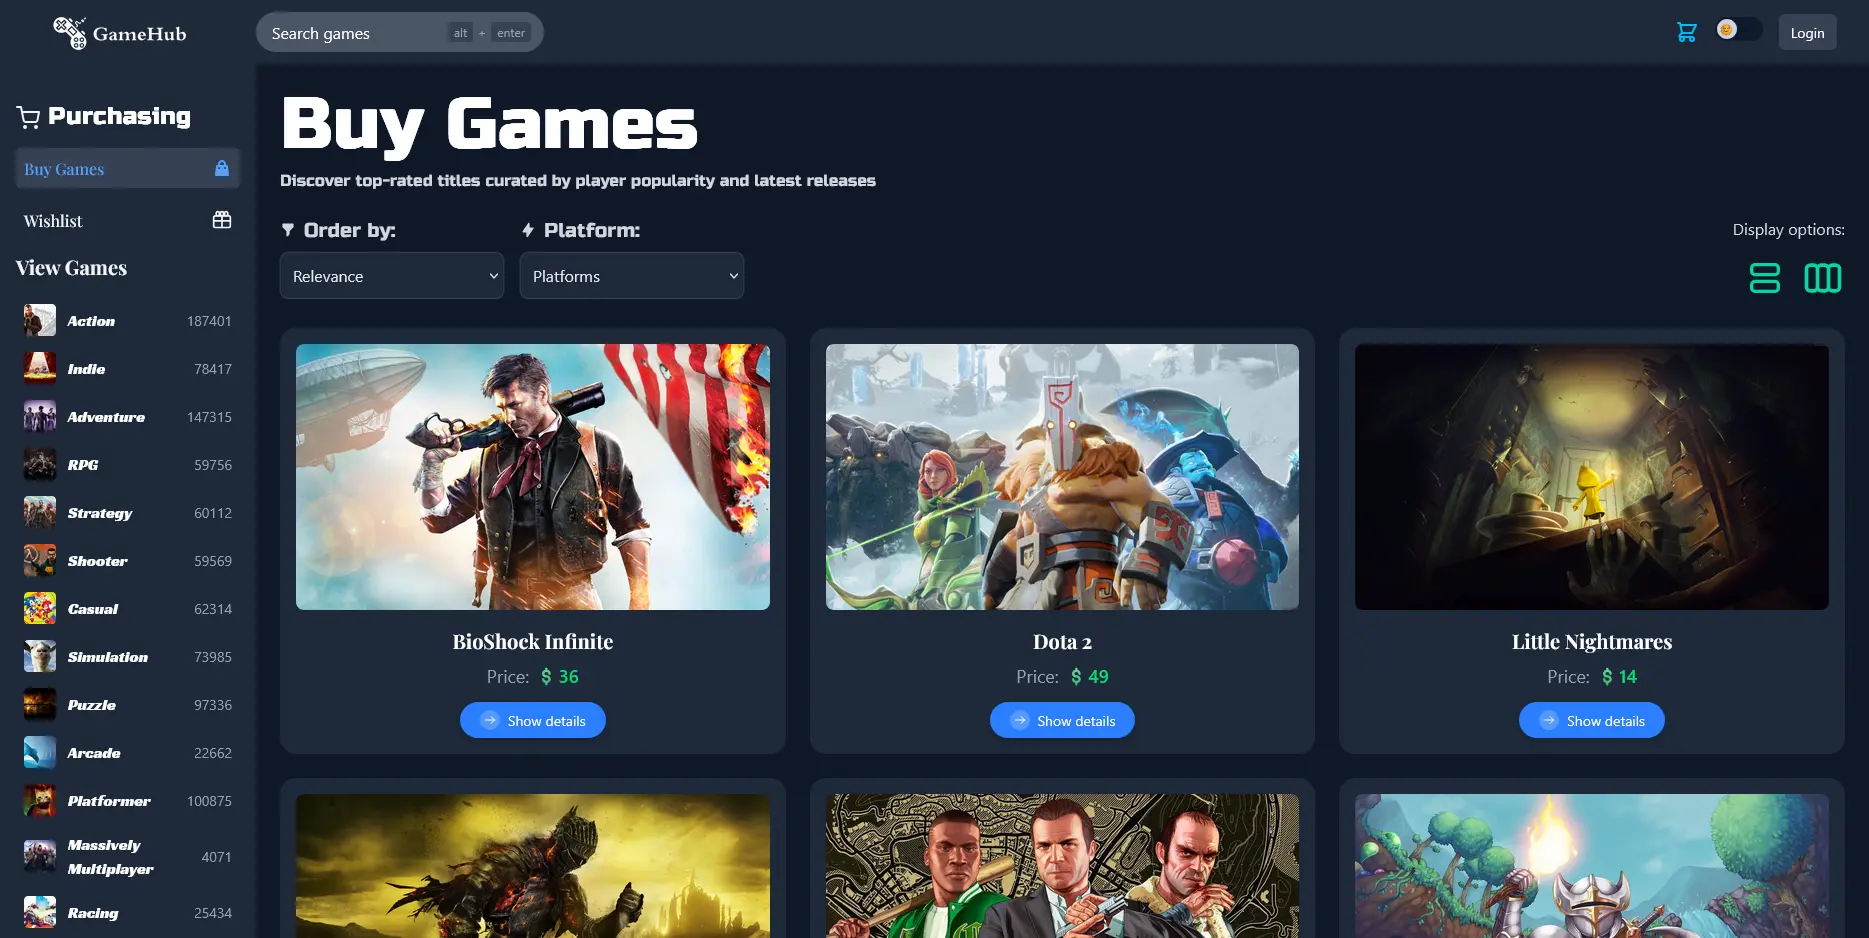 GameHub
Search games
alt + enter
Login
Purchasing
Buy Games
Wishlist
View Games
Action 187401
Indie 78417
Adventure 147315
RPG 59756
Strategy 60112
Shooter 59569
Casual 62314
Simulation 73985
Puzzle 97336
Arcade 22662
Platformer 100875
Massively
Multiplayer 4071
Racing 25434
Buy Games
Discover top-rated titles curated by player popularity and latest releases
Order by: Platform:
Relevance Platforms
Display options:
BioShock Infinite
Price: $ 36
Show details
Dota 2
Price: $ 49
Show details
Little Nightmares
Price: $ 14
Show details